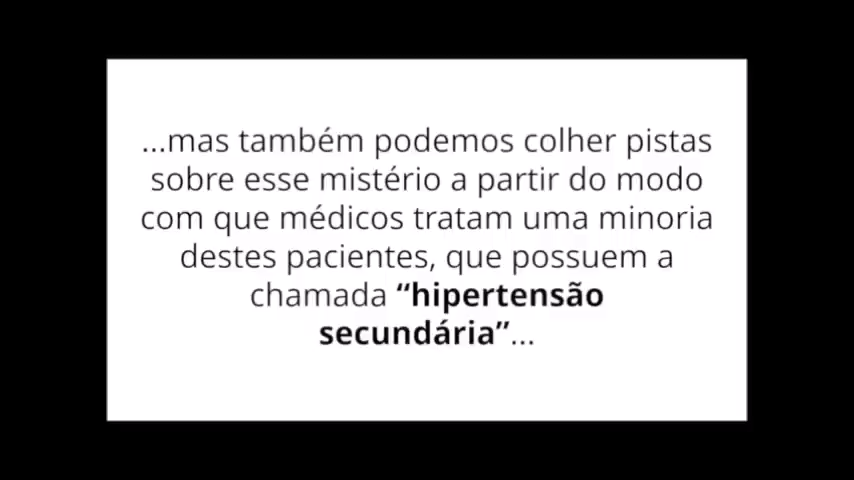 ...mas também podemos colher pistas
sobre esse mistério a partir do modo
com que médicos tratam uma minoria
destes pacientes, que possuem a
chamada “hipertensão
secundária”...